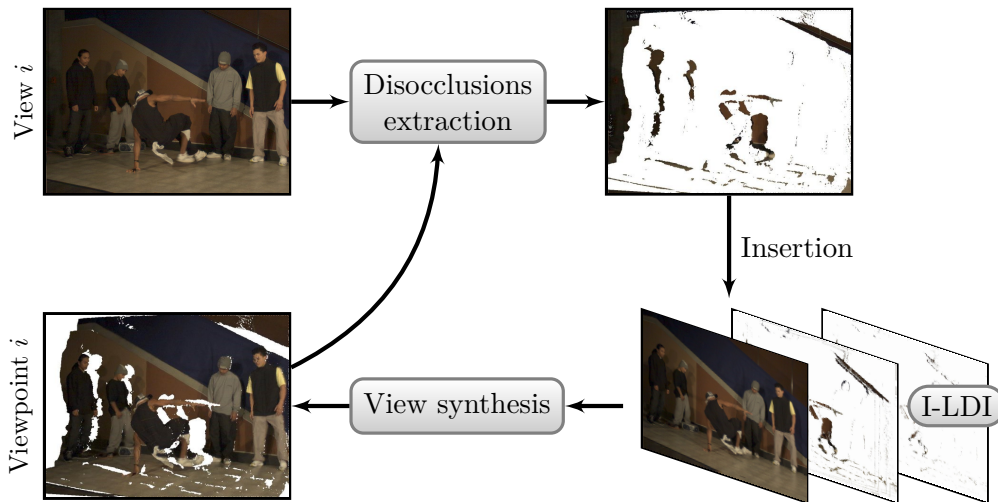 View i
Disocclusions
extraction
Insertion
Viewpoint i
View synthesis
I-LDI